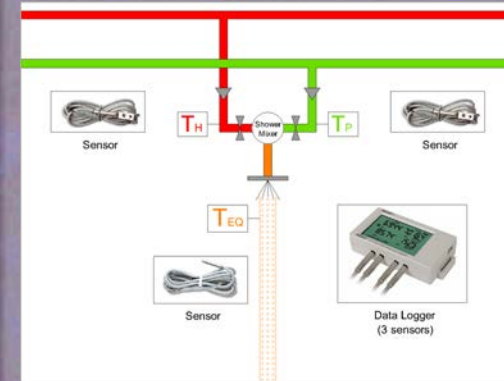 Shower
Mixer
TH
TP
Sensor
Sensor
TEQ
Sensor
Data Logger
(3 sensors)